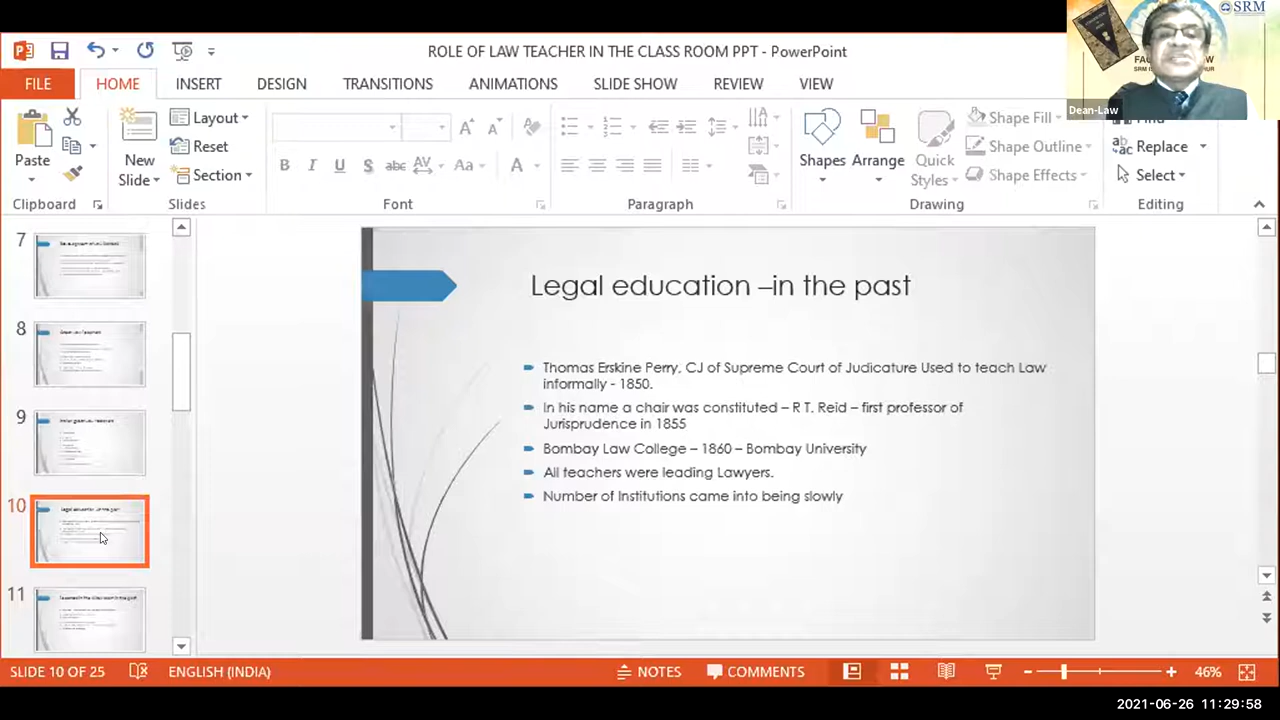 SRM
ROLE OF LAW TEACHER IN THE CLASS ROOM PPT - PowerPoint
FILE HOME INSERT DESIGN TRANSITIONS ANIMATIONS SLIDE SHOW REVIEW VIEW
Dean-Law
Paste
New
Slide
Layout
Reset
Section
B I U S abc AV Aa A
Shapes
Arrange
Quick
Styles
Shape Fill
Shape Outline
Shape Effects
Find
Replace
Select
Clipboard Slides Font Paragraph Drawing Editing
7
8
9
10
11
Legal education –in the past
Thomas Erskine Perry, CJ of Supreme Court of Judicature Used to teach Law
informally - 1850.
In his name a chair was constituted – R T. Reid – first professor of
Jurisprudence in 1855
Bombay Law College – 1860 – Bombay University
All teachers were leading Lawyers.
Number of Institutions came into being slowly
SLIDE 10 OF 25 ENGLISH (INDIA) NOTES COMMENTS 46%
2021-06-26 11:29:58